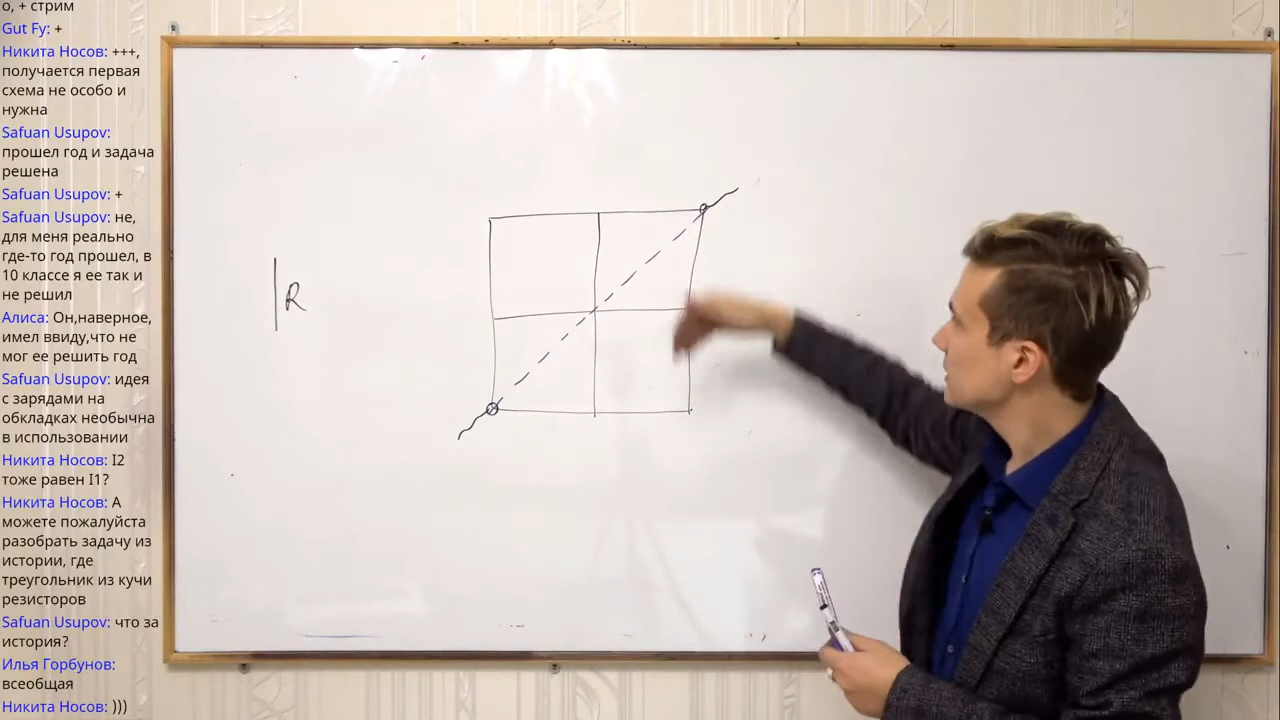 о, + стрим
Gut Fy: +
Никита Носов: +++,
получается первая
схема не особо и
нужна
Safuan Usupov:
прошел год и задача
решена
Safuan Usupov: +
Safuan Usupov: не,
для меня реально
где-то год прошел, в
10 классе я ее так и
не решил
Алиса: Он,наверное,
имел ввиду,что не
мог ее решить год
Safuan Usupov: идея
с зарядами на
обкладках необычна
в использовании
Никита Носов: I2
тоже равен I1?
Никита Носов: А
можете пожалуйста
разобрать задачу из
истории, где
треугольник из кучи
резисторов
Safuan Usupov: что за
история?
Илья Горбунов:
всеобщая
Никита Носов: )))
R